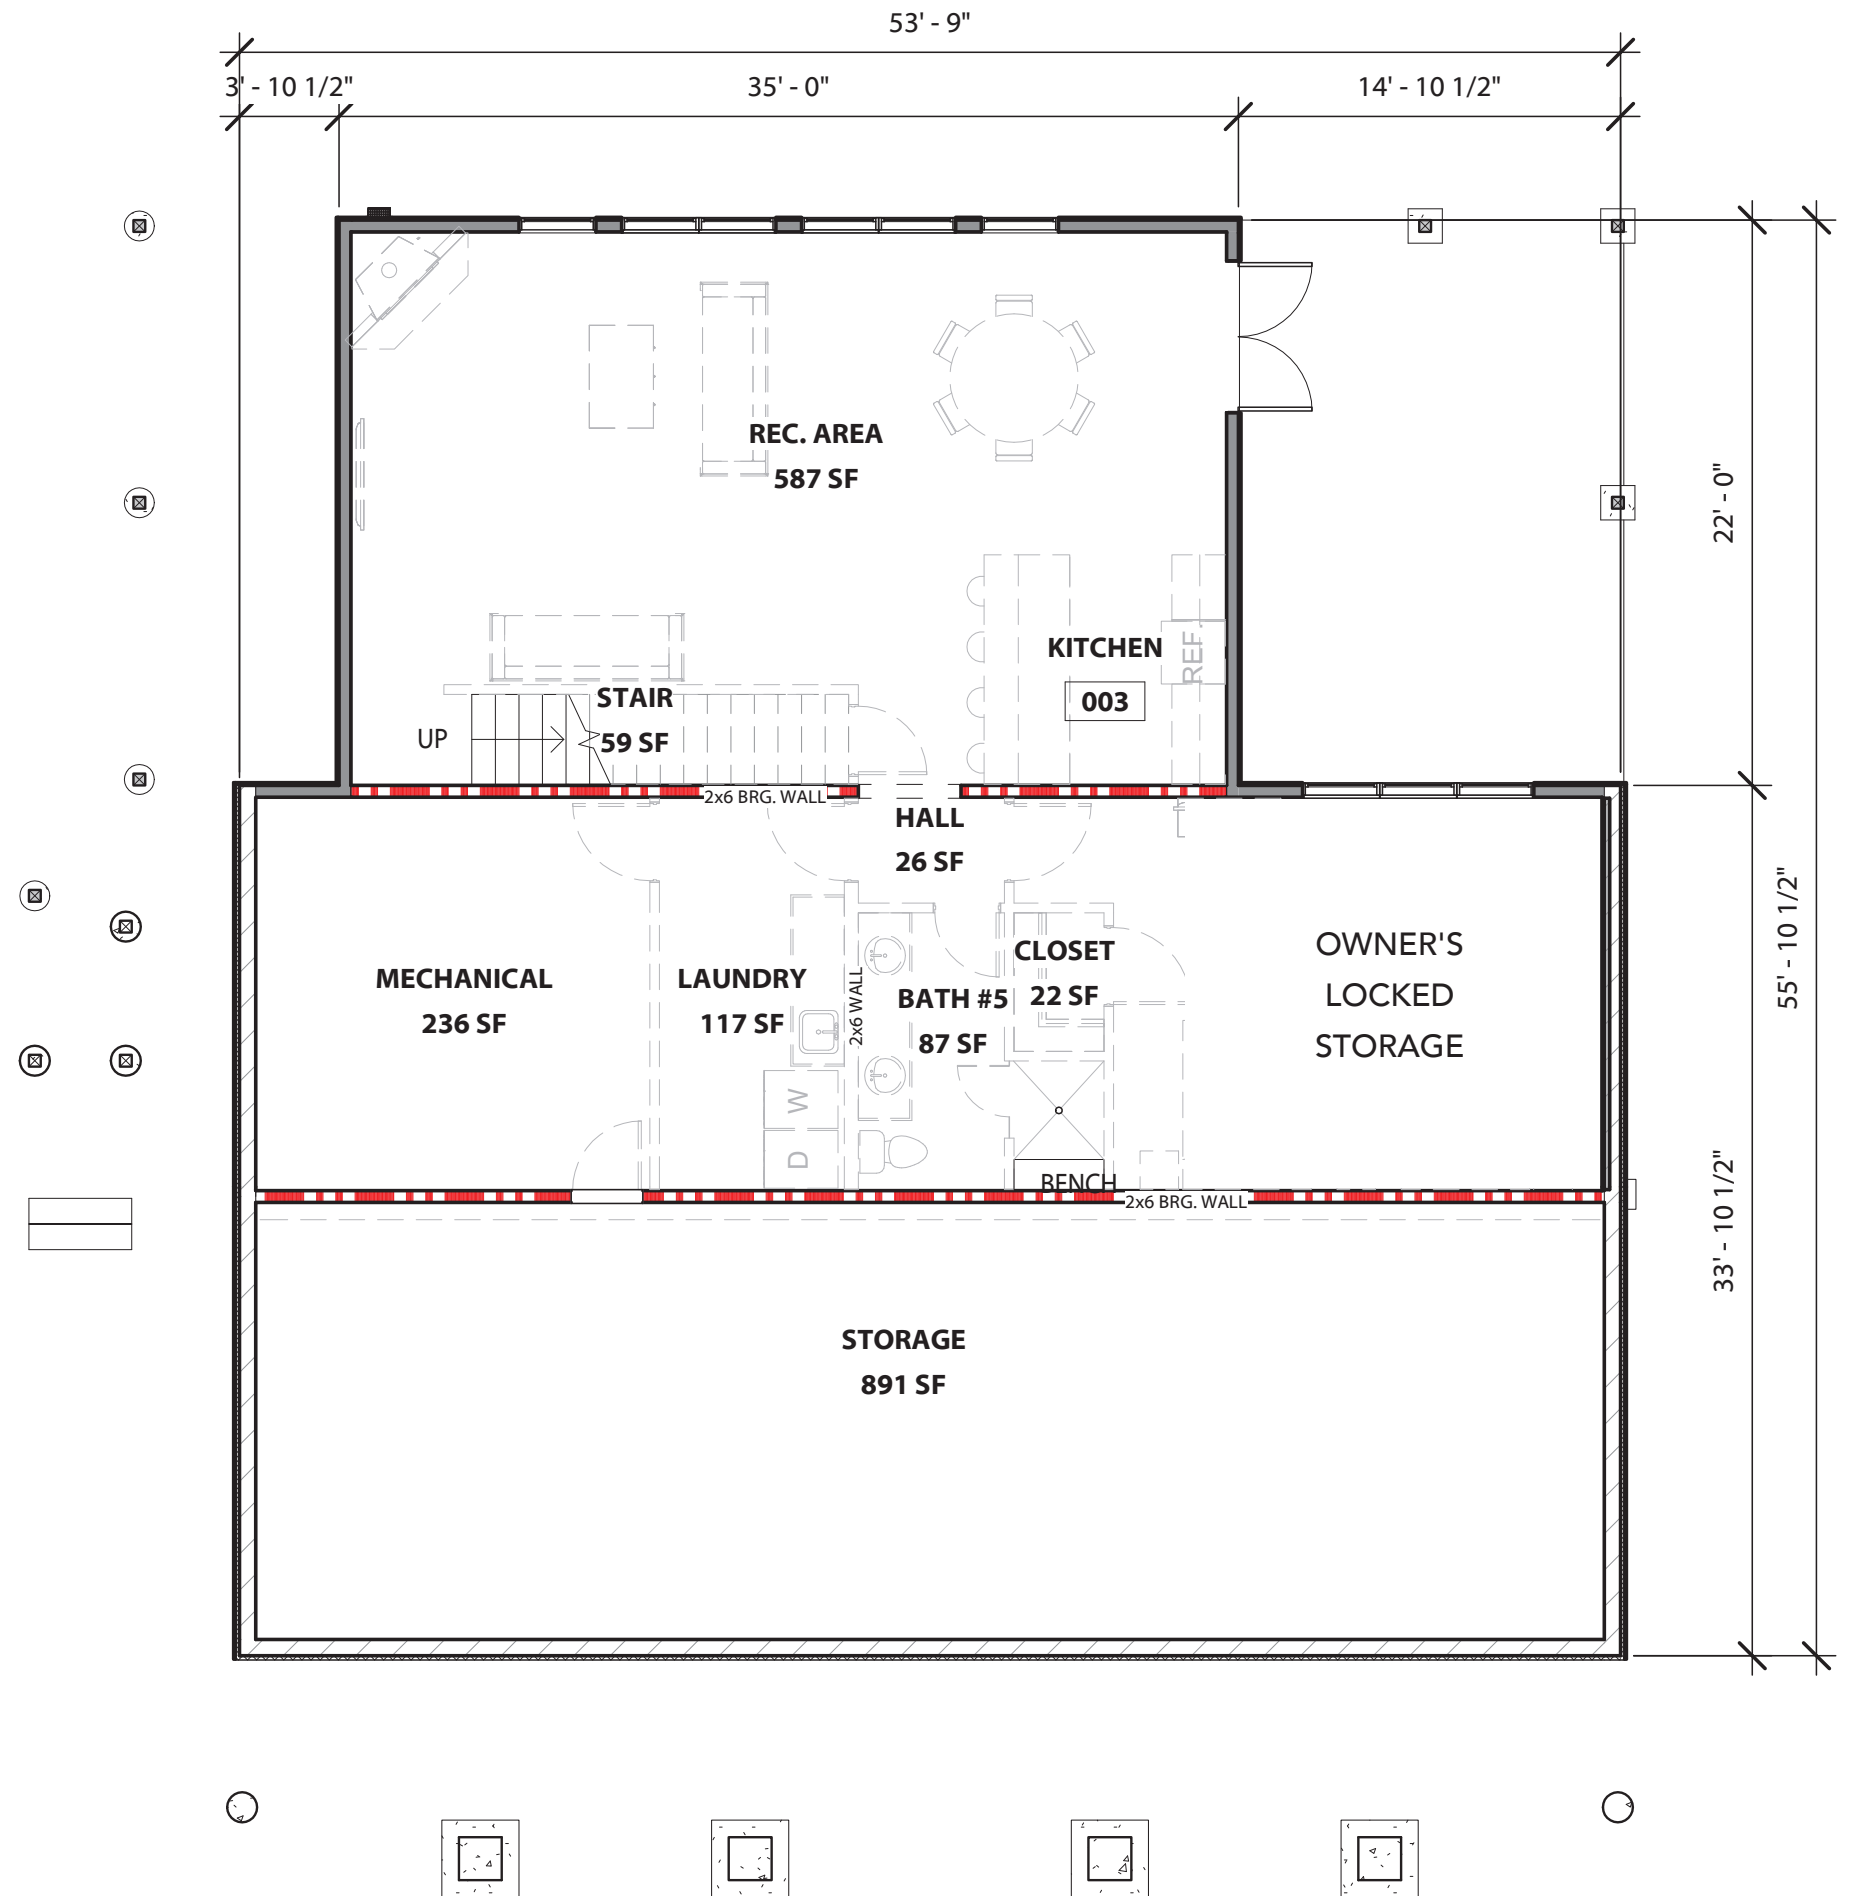 53' - 9"
3' - 10 1/2"
35' - 0"
14' - 10 1/2"
REC. AREA
587 SF
22' - 0"
KITCHEN
REF.
003
STAIR
59 SF
UP
2x6 BRG. WALL
HALL
26 SF
55' - 10 1/2"
OWNER'S
LOCKED
STORAGE
CLOSET
22 SF
MECHANICAL
236 SF
LAUNDRY
117 SF
2x6 WALL
BATH #5
87 SF
W
D
BENCH
2x6 BRG. WALL
33' - 10 1/2"
STORAGE
891 SF